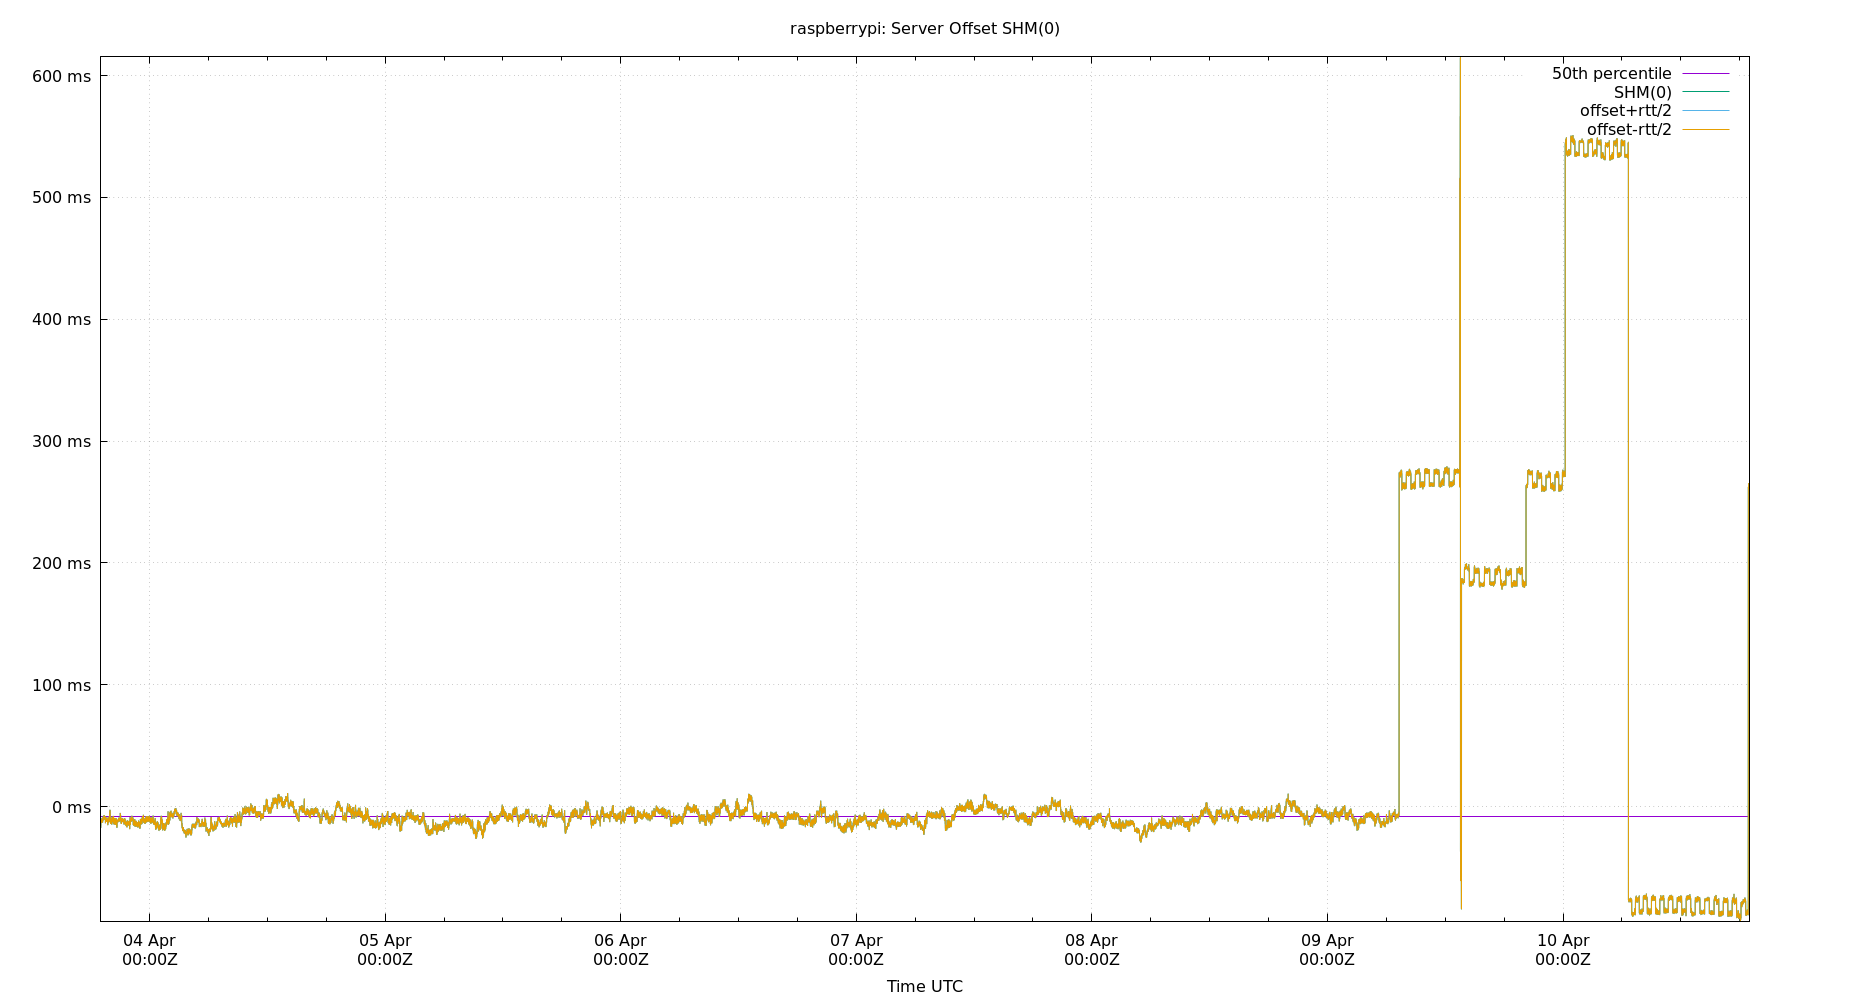 raspberrypi: Server Offset SHM(0)
600 ms
500 ms
400 ms
300 ms
200 ms
100 ms
0 ms
50th percentile
SHM(0)
offset+rtt/2
offset-rtt/2
04 Apr
00:00Z
05 Apr
00:00Z
06 Apr
00:00Z
07 Apr
00:00Z
08 Apr
00:00Z
09 Apr
00:00Z
10 Apr
00:00Z
Time UTC